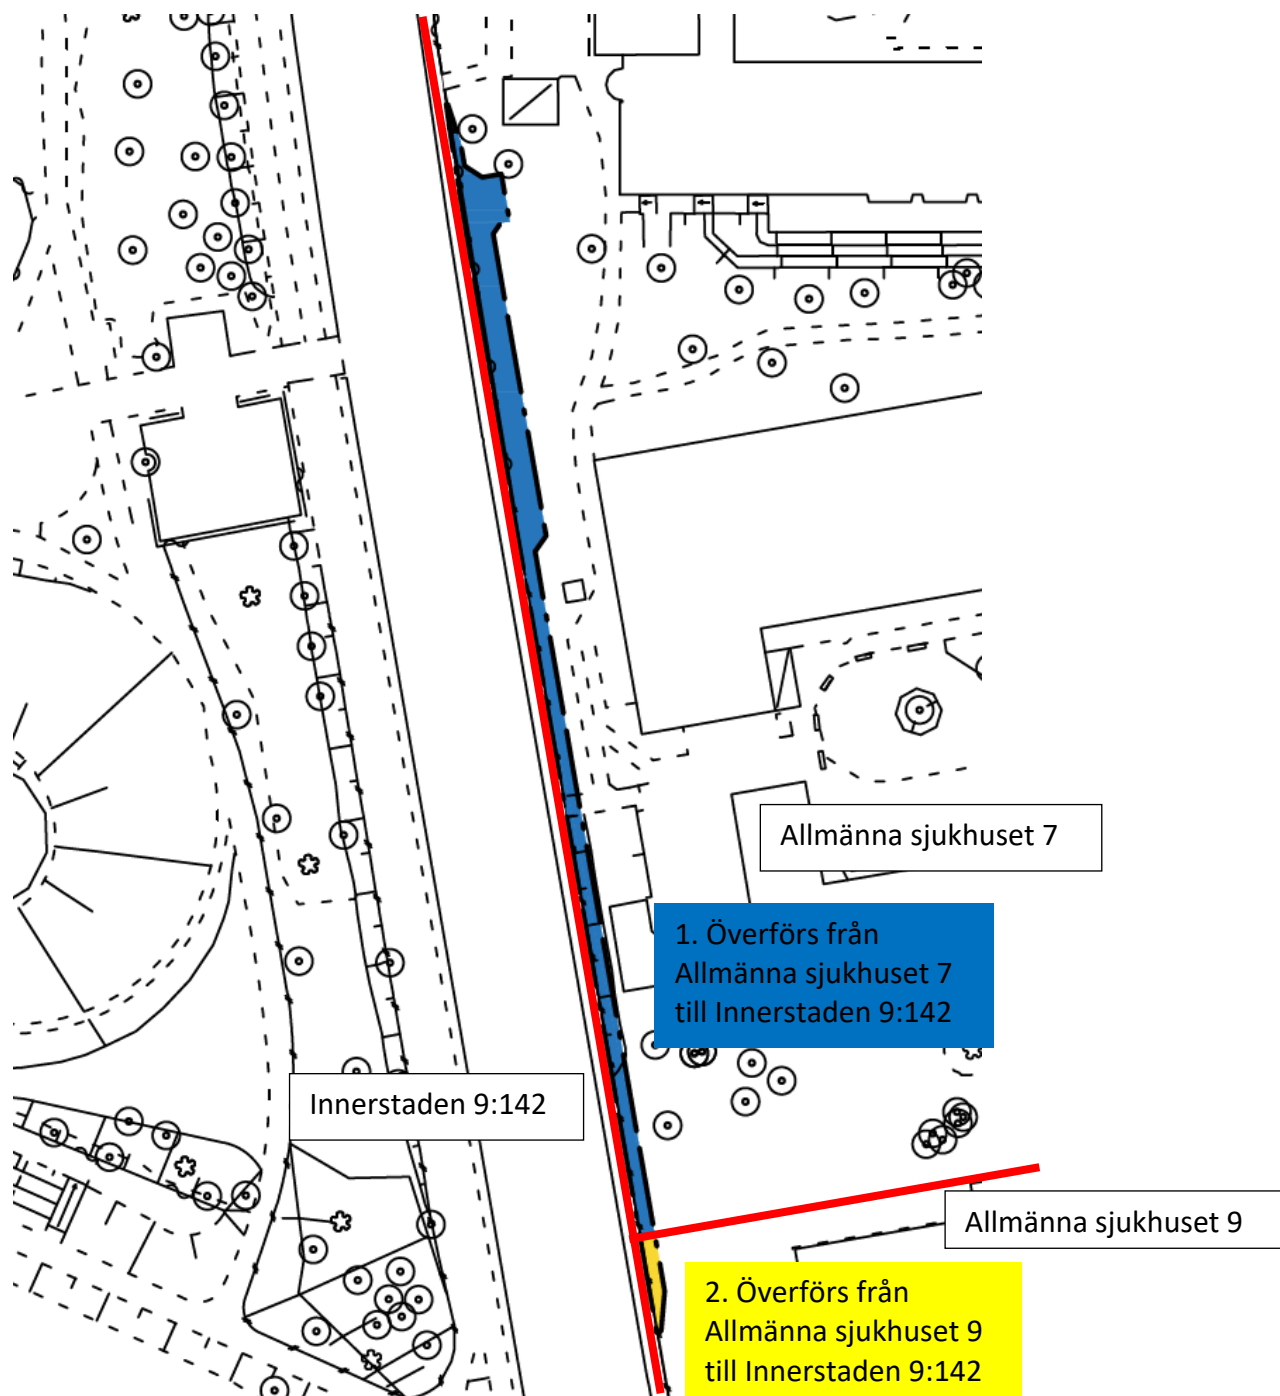 Allmänna sjukhuset 7
1. Överförs från
Allmänna sjukhuset 7
till Innerstaden 9:142
Innerstaden 9:142
Allmänna sjukhuset 9
2. Överförs från
Allmänna sjukhuset 9
till Innerstaden 9:142